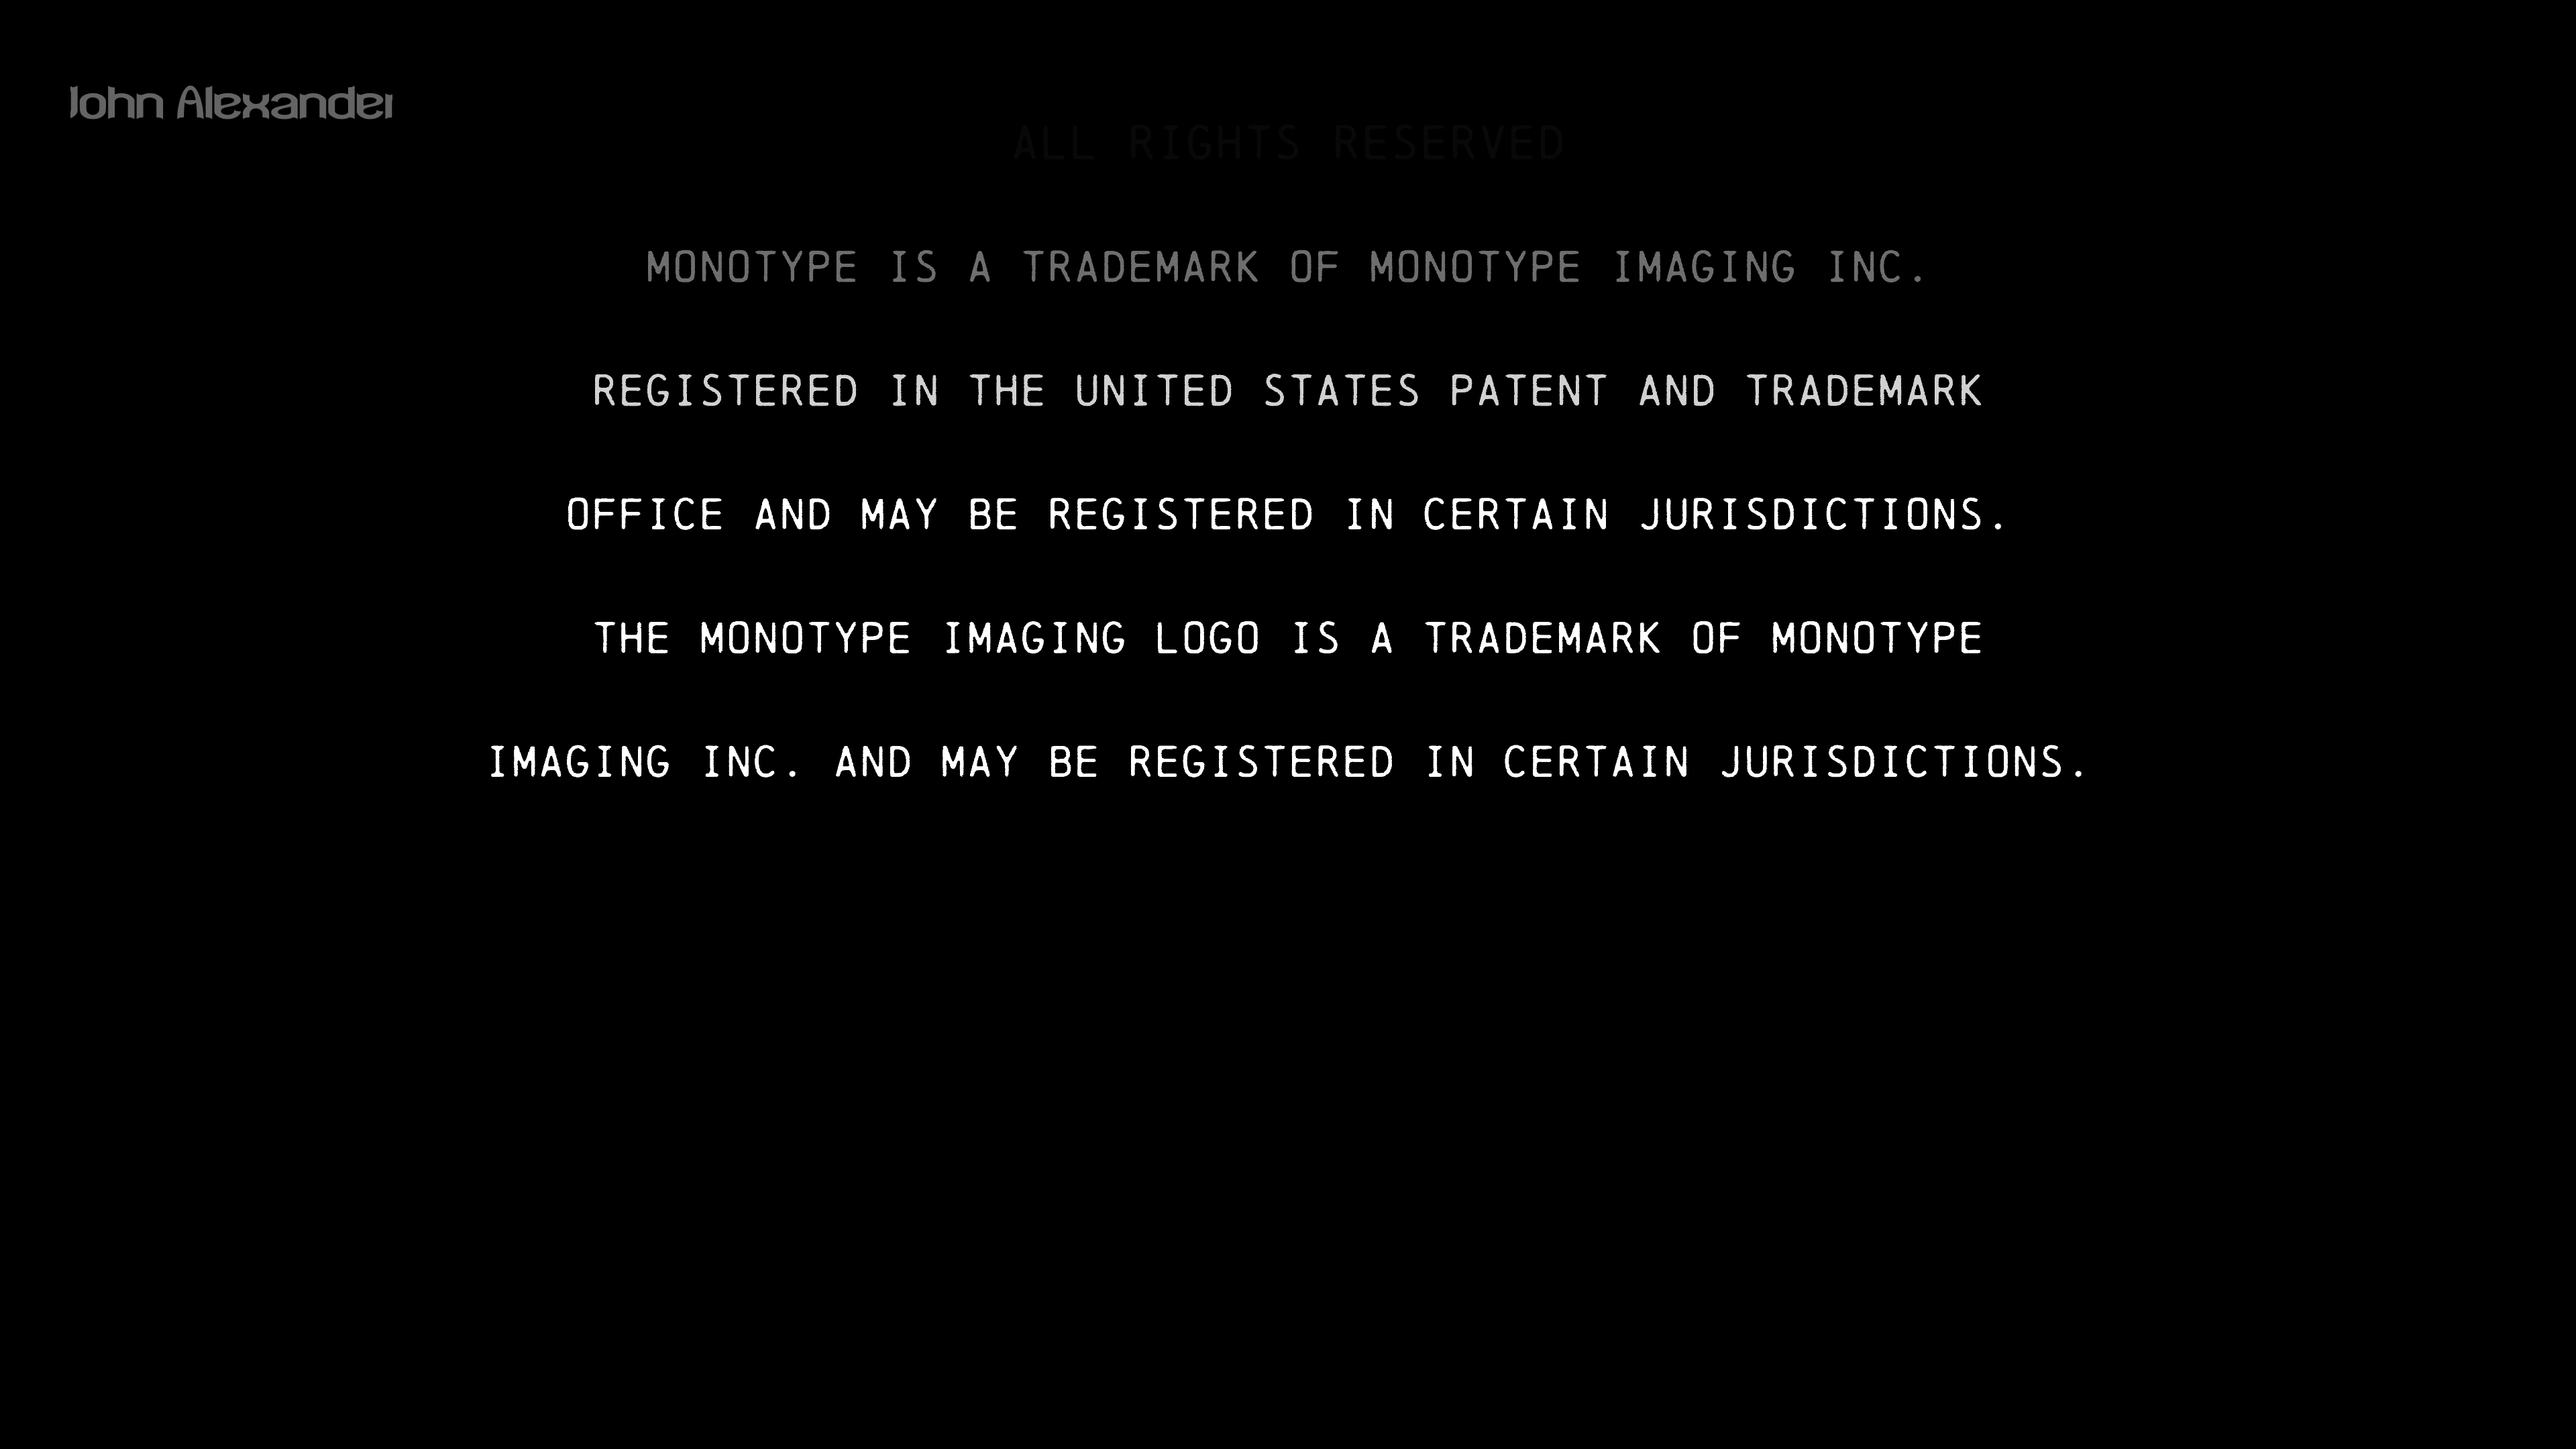 John Alexander
ALL RIGHTS RESERVED
MONOTYPE IS A TRADEMARK OF MONOTYPE IMAGING INC.
REGISTERED IN THE UNITED STATES PATENT AND TRADEMARK
OFFICE AND MAY BE REGISTERED IN CERTAIN JURISDICTIONS.
THE MONOTYPE IMAGING LOGO IS A TRADEMARK OF MONOTYPE
IMAGING INC. AND MAY BE REGISTERED IN CERTAIN JURISDICTIONS.